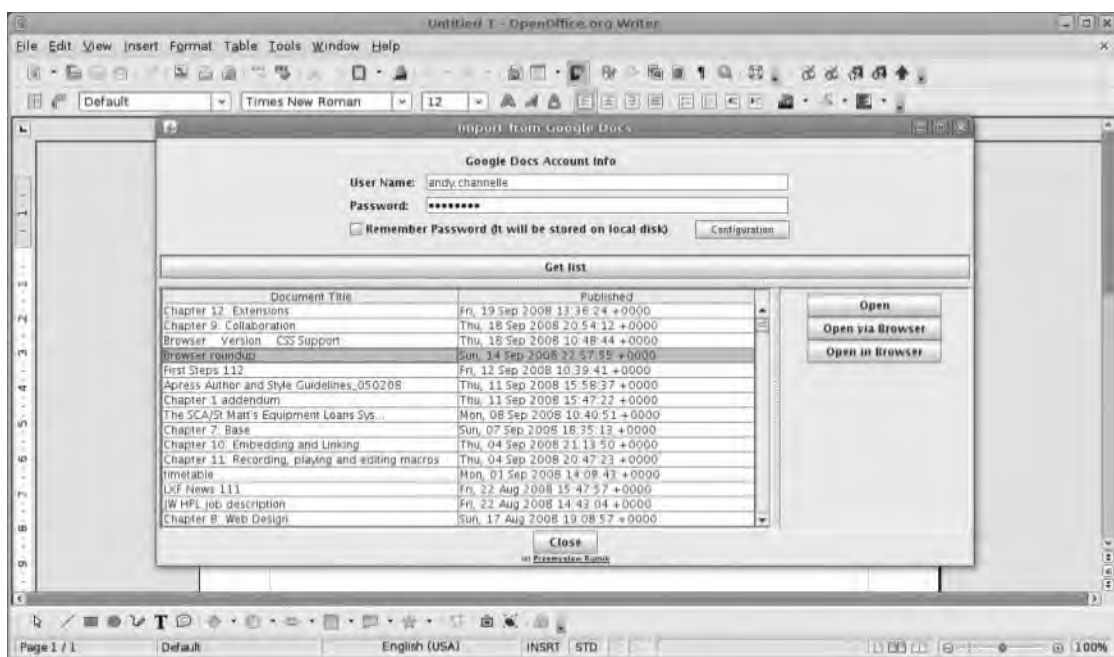 Untitled 1 - OpenOffice.org Writer
File Edit View Insert Format Table Tools Window Help
Default Times New Roman 12
Import from Google Docs
Google Docs Account Info
User Name: andy.channelle
Password: ••••••••
Remember Password (It will be stored on local disk) Configuration
Get list
Document Title Published
Chapter 12: Extensions Fri, 19 Sep 2008 13:36:24 +0000
Chapter 9: Collaboration Thu, 18 Sep 2008 20:54:12 +0000
Browser Version CSS Support Thu, 18 Sep 2008 10:48:44 +0000
Browser roundup Sun, 14 Sep 2008 22:57:55 +0000
First Steps 112 Fri, 12 Sep 2008 10:39:41 +0000
Apress Author and Style Guidelines_050208 Thu, 11 Sep 2008 15:58:37 +0000
Chapter 1 addendum Thu, 11 Sep 2008 15:47:22 +0000
The SCA/St Matt's Equipment Loans Sys... Mon, 08 Sep 2008 10:40:51 +0000
Chapter 7: Base Sun, 07 Sep 2008 18:35:13 +0000
Chapter 10: Embedding and Linking Thu, 04 Sep 2008 21:13:50 +0000
Chapter 11: Recording, playing and editing macros Thu, 04 Sep 2008 20:47:23 +0000
timetable Mon, 01 Sep 2008 14:08:43 +0000
LXF News 111 Fri, 22 Aug 2008 15:47:57 +0000
JW HPL job description Fri, 22 Aug 2008 14:43:04 +0000
Chapter 8: Web Design Sun, 17 Aug 2008 19:08:57 +0000
Open
Open via Browser
Open in Browser
Close
Page 1 / 1 Default English (USA) INSRT STD 100%